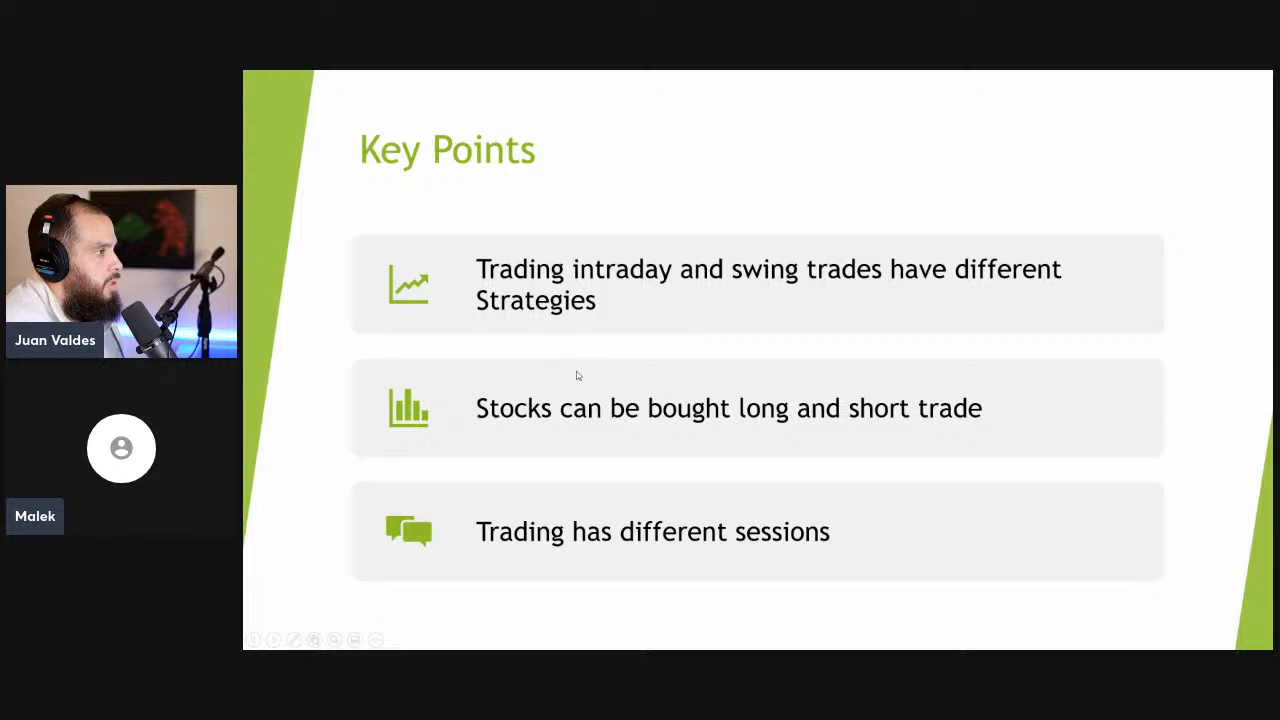 Key Points
Trading intraday and swing trades have different
Strategies
Stocks can be bought long and short trade
Trading has different sessions
Juan Valdes
Malek